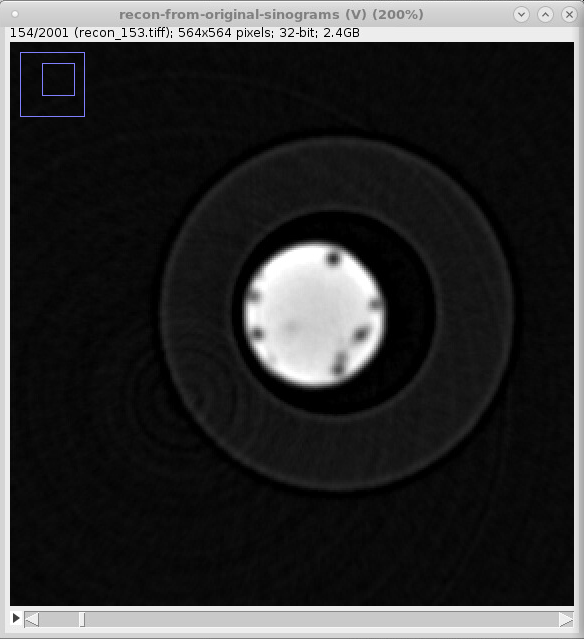 recon-from-original-sinograms (V) (200%)
154/2001 (recon_153.tiff); 564x564 pixels; 32-bit; 2.4GB